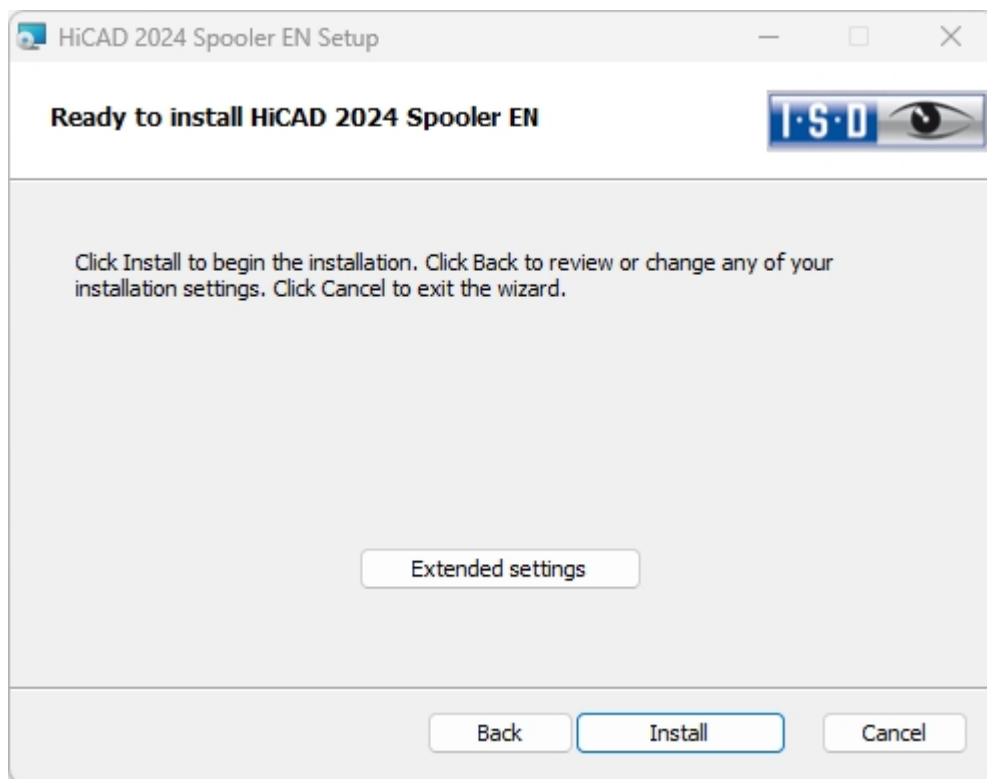 HiCAD 2024 Spooler EN Setup
Ready to install HiCAD 2024 Spooler EN
I·S·D
Click Install to begin the installation. Click Back to review or change any of your
installation settings. Click Cancel to exit the wizard.
Extended settings
Back
Install
Cancel